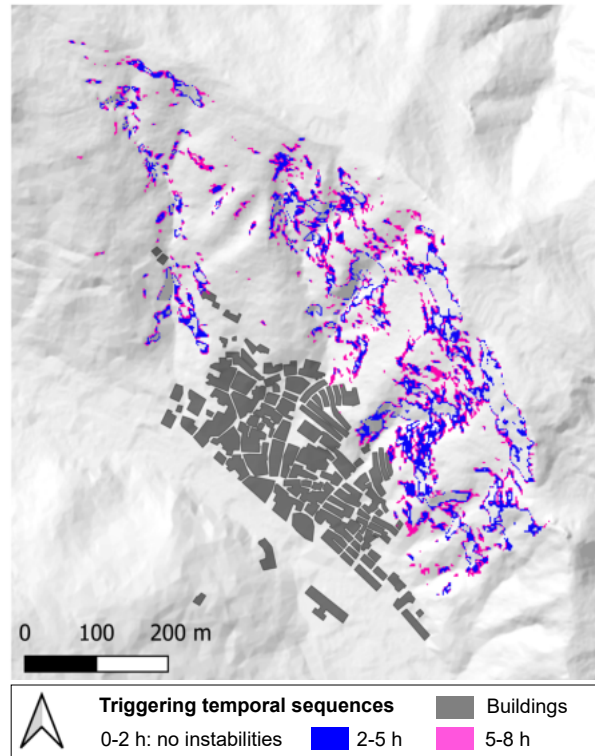 0 100 200 m
Triggering temporal sequences Buildings
0-2 h: no instabilities 2-5 h 5-8 h